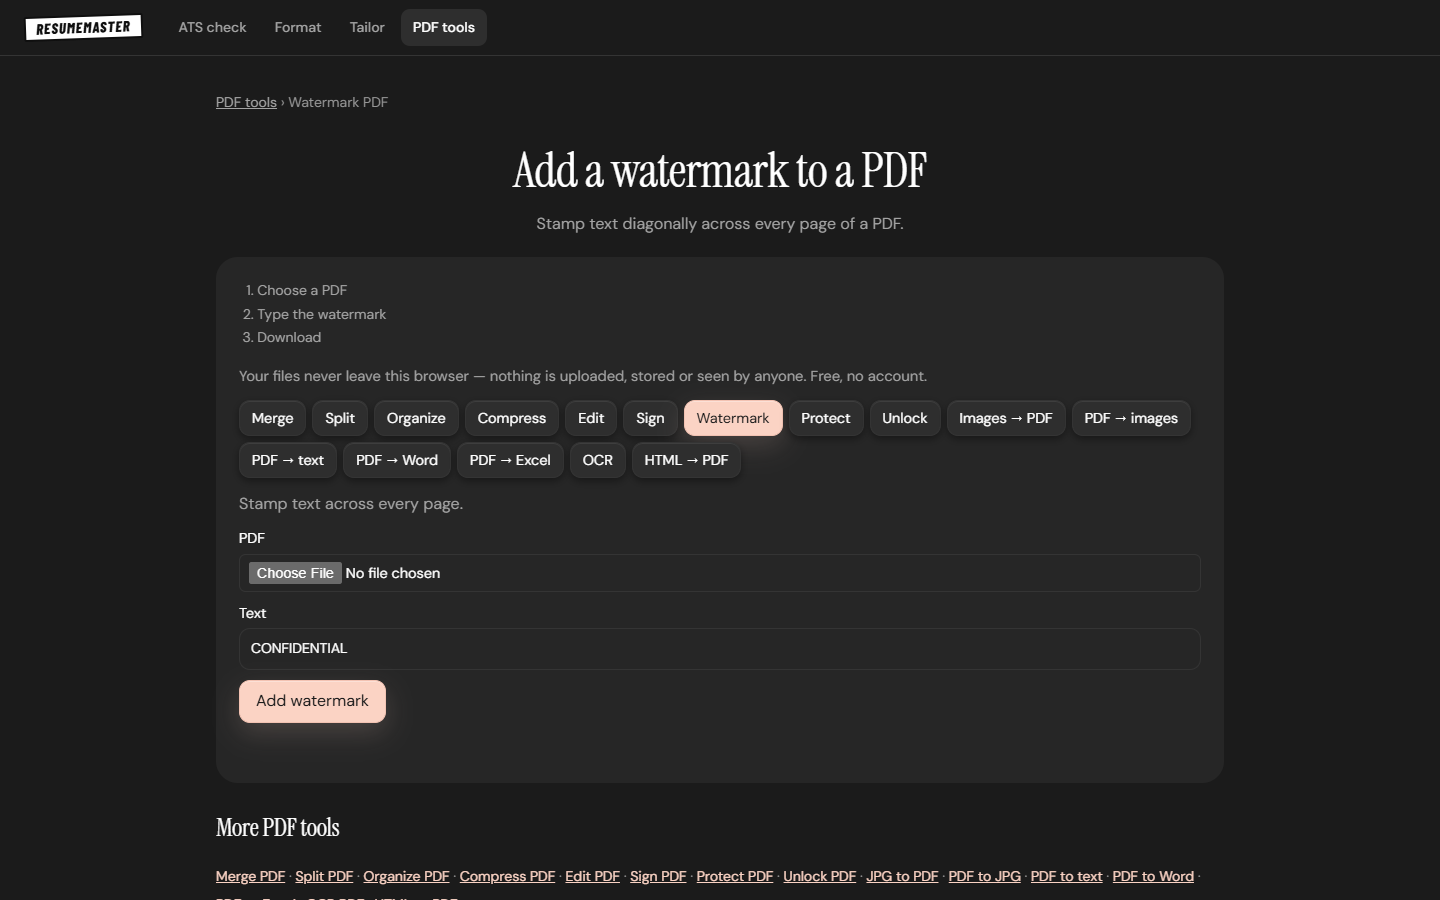 RESUMEMASTER
ATS check
Format
Tailor
PDF tools
PDF tools › Watermark PDF
Add a watermark to a PDF
Stamp text diagonally across every page of a PDF.
1. Choose a PDF
2. Type the watermark
3. Download
Your files never leave this browser — nothing is uploaded, stored or seen by anyone. Free, no account.
Merge Split Organize Compress Edit Sign Watermark Protect Unlock Images → PDF PDF → images
PDF → text PDF → Word PDF → Excel OCR HTML → PDF
Stamp text across every page.
PDF
Choose File No file chosen
Text
CONFIDENTIAL
Add watermark
More PDF tools
Merge PDF · Split PDF · Organize PDF · Compress PDF · Edit PDF · Sign PDF · Protect PDF · Unlock PDF · JPG to PDF · PDF to JPG · PDF to text · PDF to Word ·